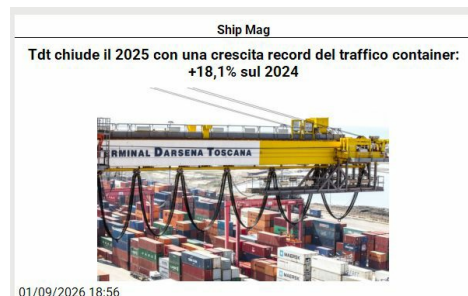 Ship Mag
Tdt chiude il 2025 con una crescita record del traffico container:
+18,1% sul 2024
RMINAL DARSENA TOSCANA
MAERSK
01/09/2026 18:56